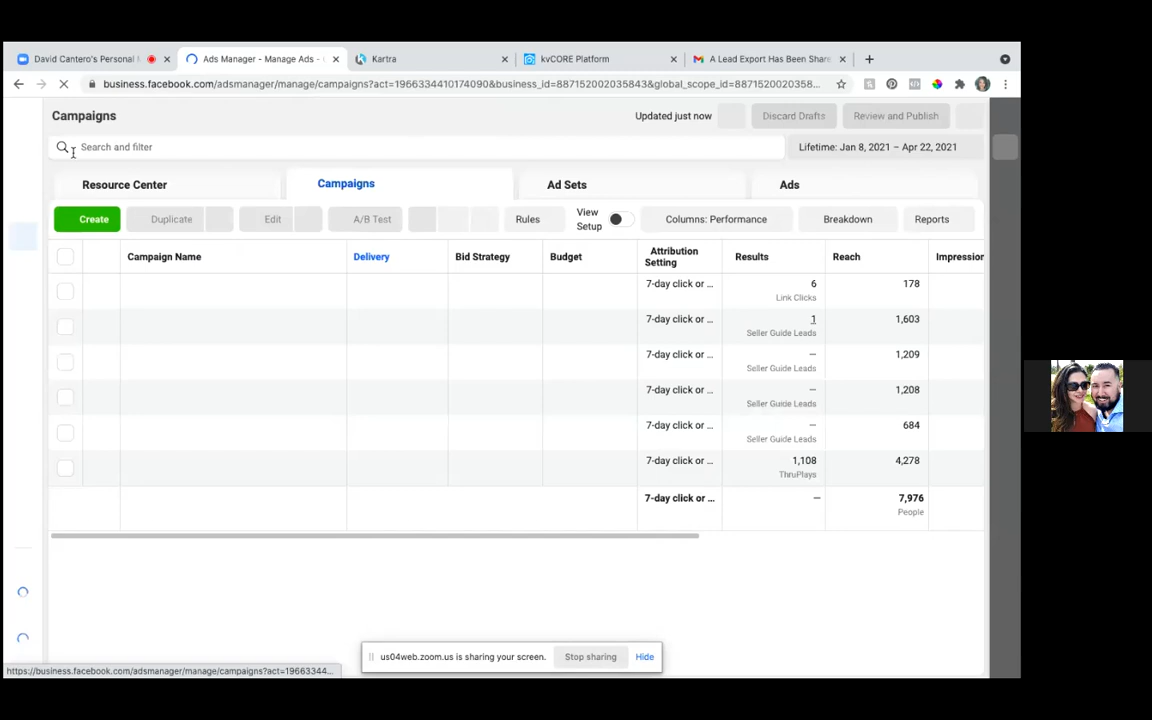 David Cantero's Personal
Ads Manager - Manage Ads -
Kartra
kvCORE Platform
A Lead Export Has Been Share
business.facebook.com/adsmanager/manage/campaigns?act=1966334410174090&business_id=887152002035843&global_scope_id=8871520020358...
Campaigns
Updated just now
Discard Drafts
Review and Publish
Search and filter
Lifetime: Jan 8, 2021 – Apr 22, 2021
Resource Center
Campaigns
Ad Sets
Ads
Create
Duplicate
Edit
A/B Test
Rules
View
Setup
Columns: Performance
Breakdown
Reports
Campaign Name
Delivery
Bid Strategy
Budget
Attribution
Setting
Results
Reach
Impression
7-day click or ... 6 178
Link Clicks
7-day click or ... 1 1,603
Seller Guide Leads
7-day click or ... — 1,209
Seller Guide Leads
7-day click or ... — 1,208
Seller Guide Leads
7-day click or ... — 684
Seller Guide Leads
7-day click or ... 1,108 4,278
ThruPlays
7-day click or ... — 7,976
People
us04web.zoom.us is sharing your screen.
Stop sharing
Hide
https://business.facebook.com/adsmanager/manage/campaigns?act=19663344...